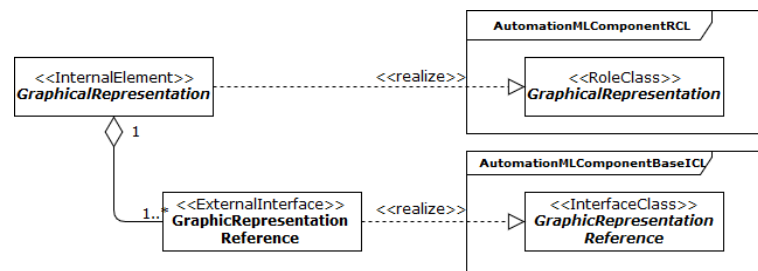 AutomationMLComponentRCL
<<InternalElement>>
GraphicalRepresentation
<<realize>>
<<RoleClass>>
GraphicalRepresentation
1
AutomationMLComponentBaseICL
1..*
<<ExternalInterface>>
GraphicRepresentation
Reference
<<realize>>
<<InterfaceClass>>
GraphicRepresentation
Reference